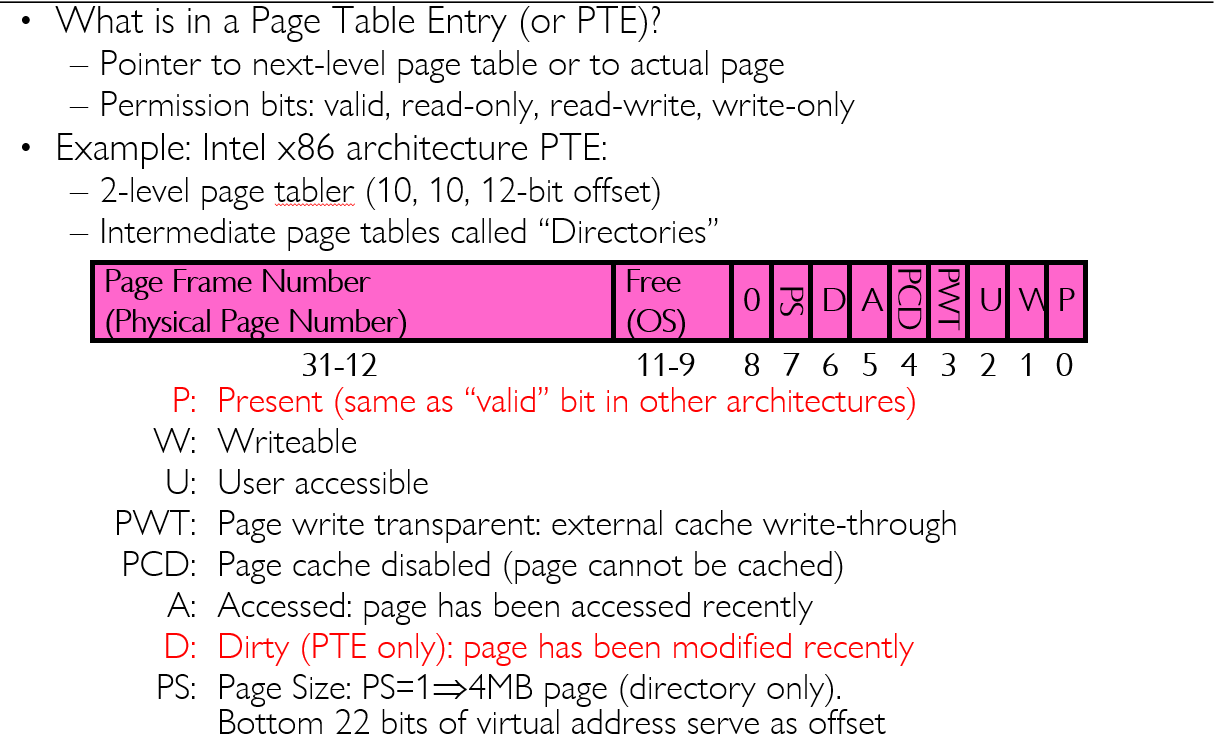 • What is in a Page Table Entry (or PTE)?
– Pointer to next-level page table or to actual page
– Permission bits: valid, read-only, read-write, write-only
• Example: Intel x86 architecture PTE:
– 2-level page tabler (10, 10, 12-bit offset)
– Intermediate page tables called “Directories”
Page Frame Number
(Physical Page Number)
Free
(OS)
0 PS D A PCD PWT U W P
31-12 11-9 8 7 6 5 4 3 2 1 0
P: Present (same as “valid” bit in other architectures)
W: Writeable
U: User accessible
PWT: Page write transparent: external cache write-through
PCD: Page cache disabled (page cannot be cached)
A: Accessed: page has been accessed recently
D: Dirty (PTE only): page has been modified recently
PS: Page Size: PS=1⇒4MB page (directory only).
Bottom 22 bits of virtual address serve as offset